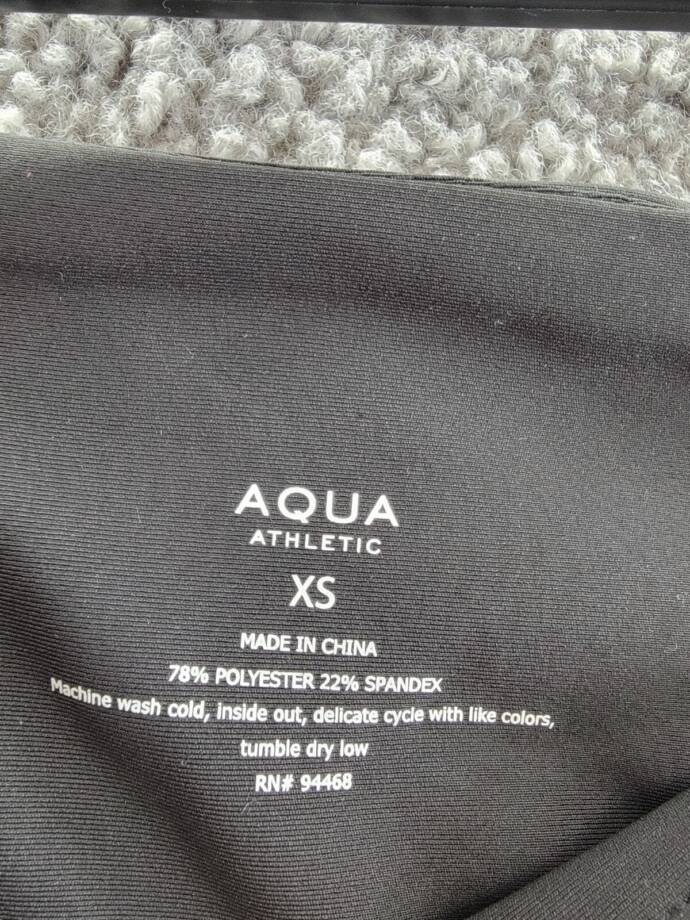 AQUA
ATHLETIC
XS
MADE IN CHINA
78% POLYESTER 22% SPANDEX
Machine wash cold, inside out, delicate cycle with like colors,
tumble dry low
RN# 94468